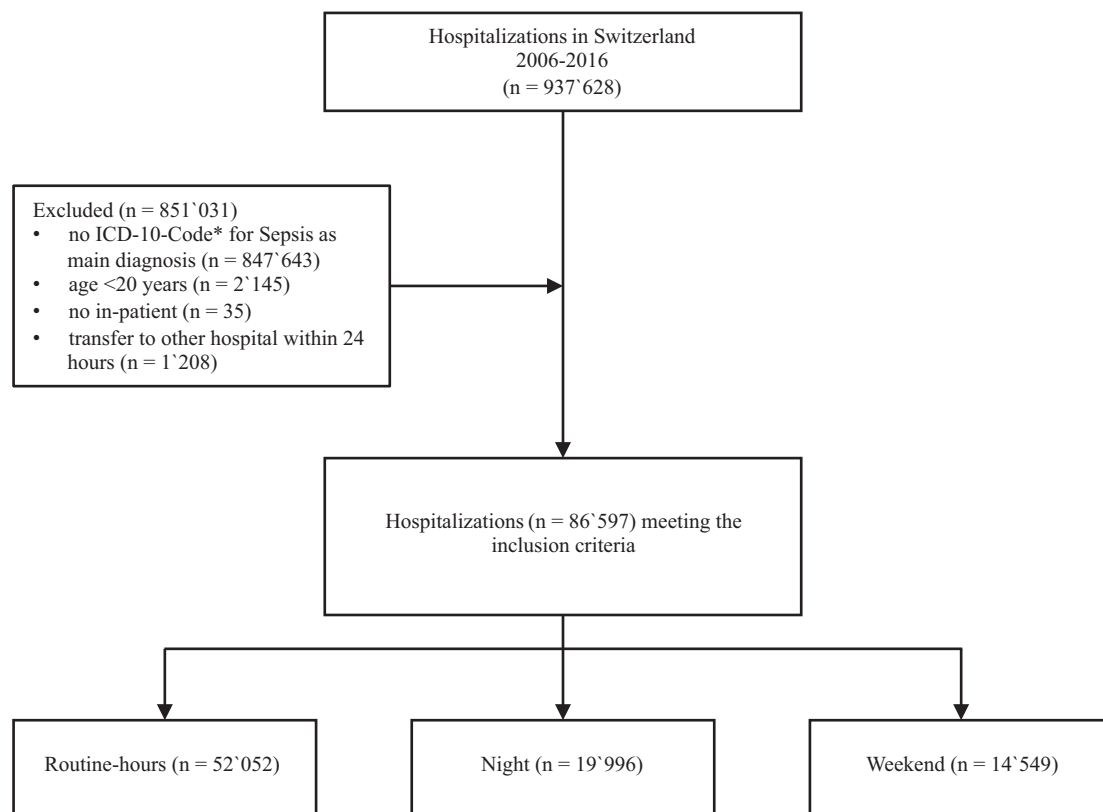 Hospitalizations in Switzerland
2006-2016
(n = 937`628)
Excluded (n = 851`031)
• no ICD-10-Code* for Sepsis as
main diagnosis (n = 847`643)
• age <20 years (n = 2`145)
• no in-patient (n = 35)
• transfer to other hospital within 24
hours (n = 1`208)
Hospitalizations (n = 86`597) meeting the
inclusion criteria
Routine-hours (n = 52`052)
Night (n = 19`996)
Weekend (n = 14`549)